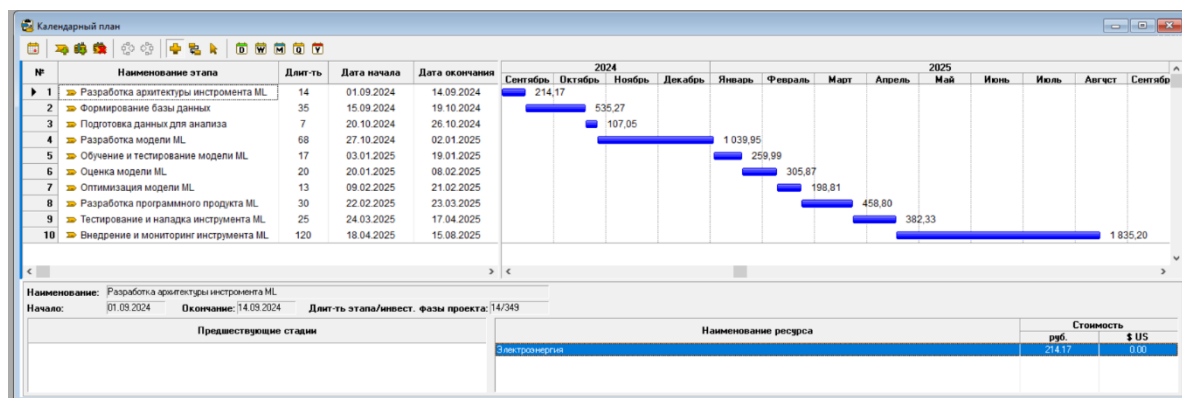 Календарный план
D W M Q Y
№ Наименование этапа Длит-ть Дата начала Дата окончания
2024 2025
Сентябрь Октябрь Ноябрь Декабрь Январь Февраль Март Апрель Май Июнь Июль Август Сентябр
1 Разработка архитектуры инстромента ML 14 01.09.2024 14.09.2024 214,17
2 Формирование базы данных 35 15.09.2024 19.10.2024 535,27
3 Подготовка данных для анализа 7 20.10.2024 26.10.2024 107,05
4 Разработка модели ML 68 27.10.2024 02.01.2025 1 039,95
5 Обучение и тестирование модели ML 17 03.01.2025 19.01.2025 259,99
6 Оценка модели ML 20 20.01.2025 08.02.2025 305,87
7 Оптимизация модели ML 13 09.02.2025 21.02.2025 198,81
8 Разработка программного продукта ML 30 22.02.2025 23.03.2025 458,80
9 Тестирование и наладка инструмента ML 25 24.03.2025 17.04.2025 382,33
10 Внедрение и мониторинг инструмента ML 120 18.04.2025 15.08.2025 1 835,20
Наименование: Разработка архитектуры инстромента ML
Начало: 01.09.2024 Окончание: 14.09.2024 Длит-ть этапа/инвест. фазы проекта: 14/349
Предшествующие стадии Наименование ресурса Стоимость
руб. $ US
Электроэнергия 214.17 0.00